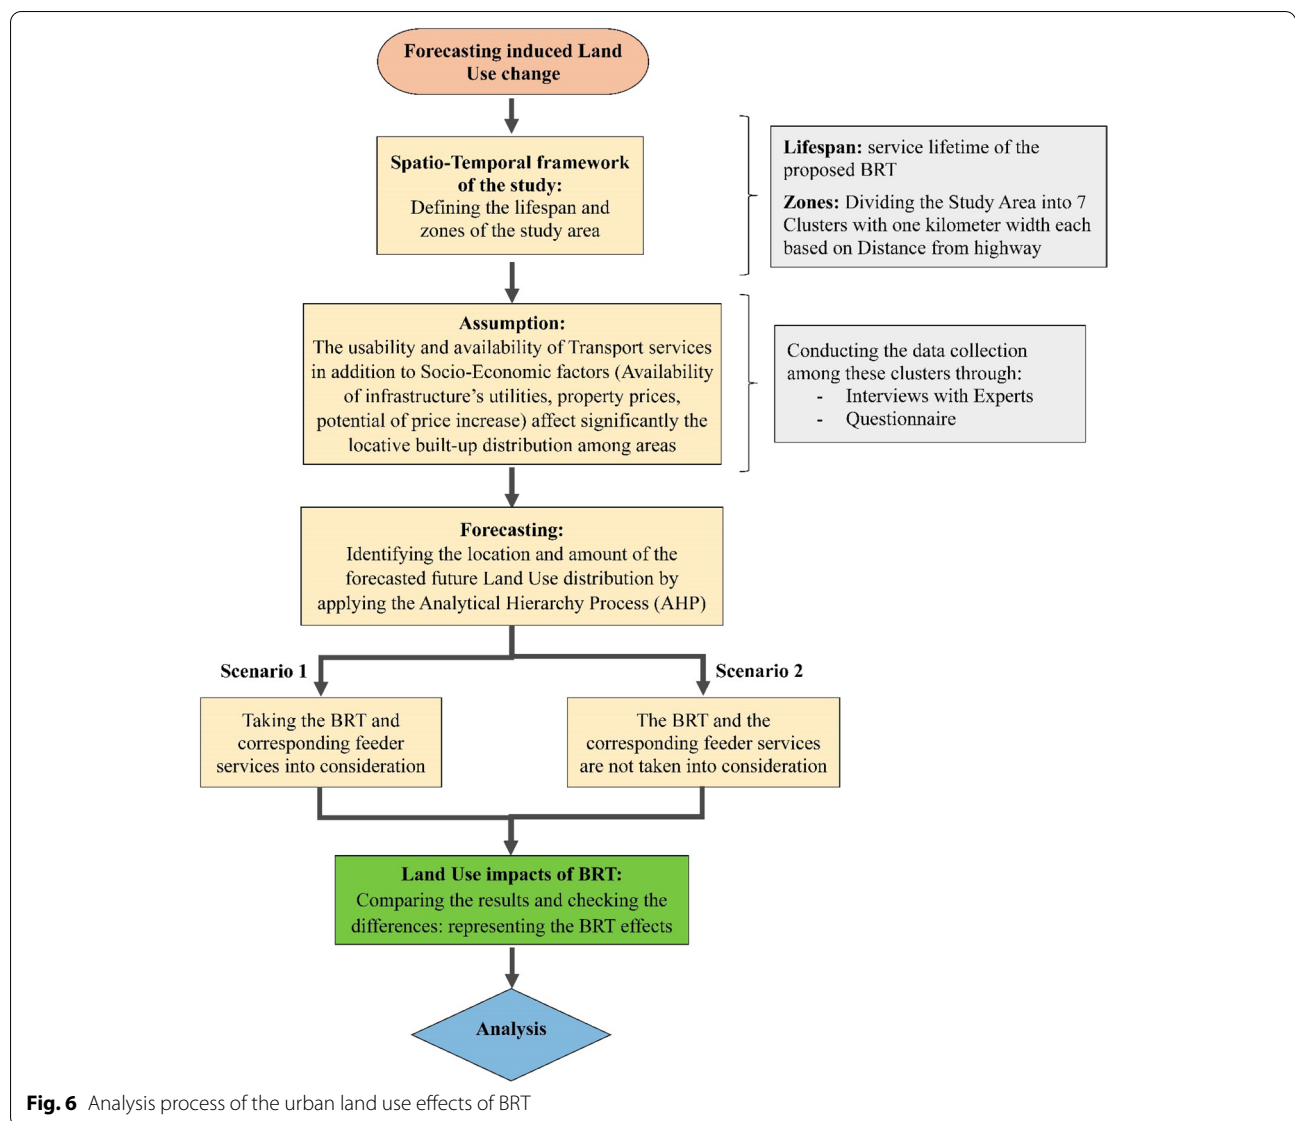 Forecasting induced Land
Use change
Spatio-Temporal framework
of the study:
Defining the lifespan and
zones of the study area
Lifespan: service lifetime of the
proposed BRT
Zones: Dividing the Study Area into 7
Clusters with one kilometer width each
based on Distance from highway
Assumption:
The usability and availability of Transport services
in addition to Socio-Economic factors (Availability
of infrastructure's utilities, property prices,
potential of price increase) affect significantly the
locative built-up distribution among areas
Conducting the data collection
among these clusters through:
- Interviews with Experts
- Questionnaire
Forecasting:
Identifying the location and amount of the
forecasted future Land Use distribution by
applying the Analytical Hierarchy Process (AHP)
Scenario 1
Scenario 2
Taking the BRT and
corresponding feeder
services into consideration
The BRT and the
corresponding feeder services
are not taken into consideration
Land Use impacts of BRT:
Comparing the results and checking the
differences: representing the BRT effects
Analysis
Fig. 6 Analysis process of the urban land use effects of BRT